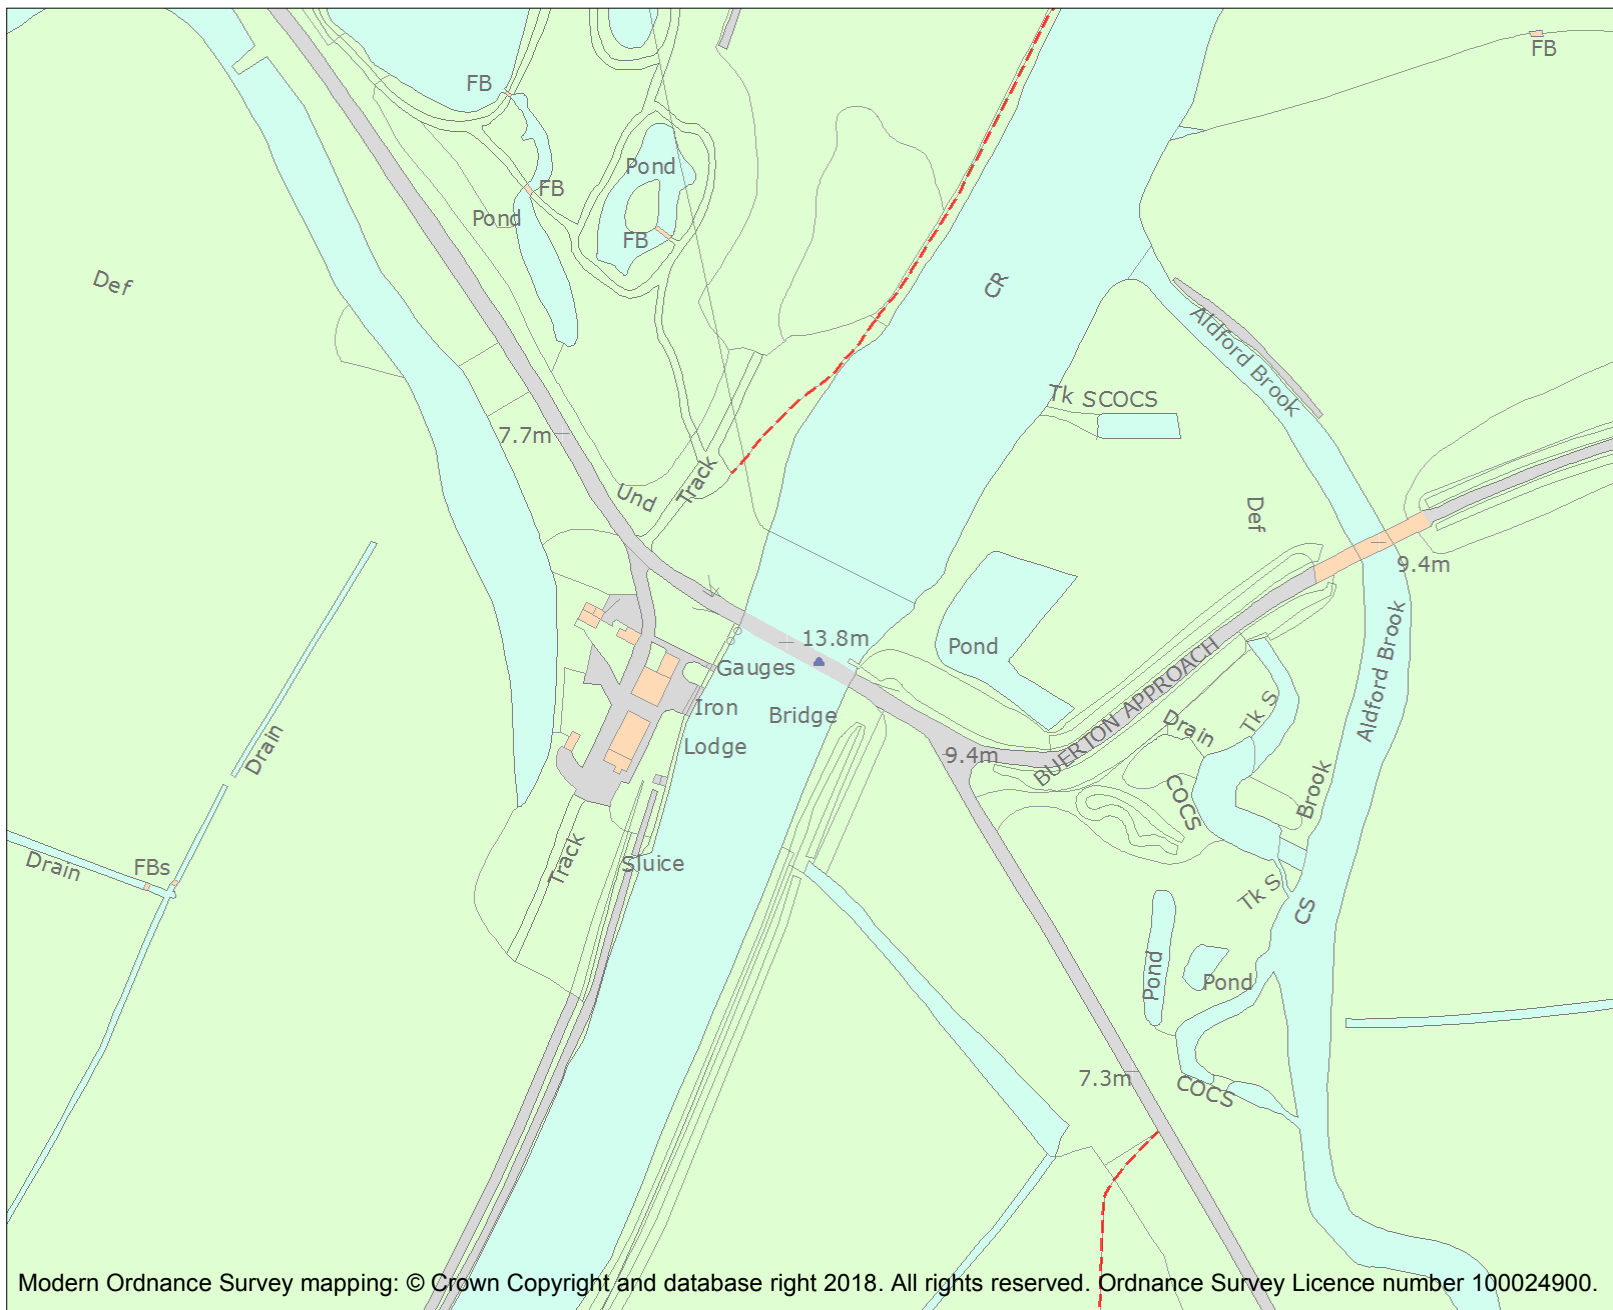 FB
FB
Pond
FB
Pond
FB
Def
CR
Aldford Brook
Tk S
COCS
7.7m
Und
Track
Def
9.4m
13.8m
Pond
Gauges
Iron
Bridge
Lodge
BUERTON APPROACH
Aldford Brook
Tk S
Drain
9.4m
Drain
COCS
Brook
Drain
FBs
Track
Sluice
Tk S
CS
Pond
Pond
7.3m
COCS
Modern Ordnance Survey mapping: © Crown Copyright and database right 2018. All rights reserved. Ordnance Survey Licence number 100024900.